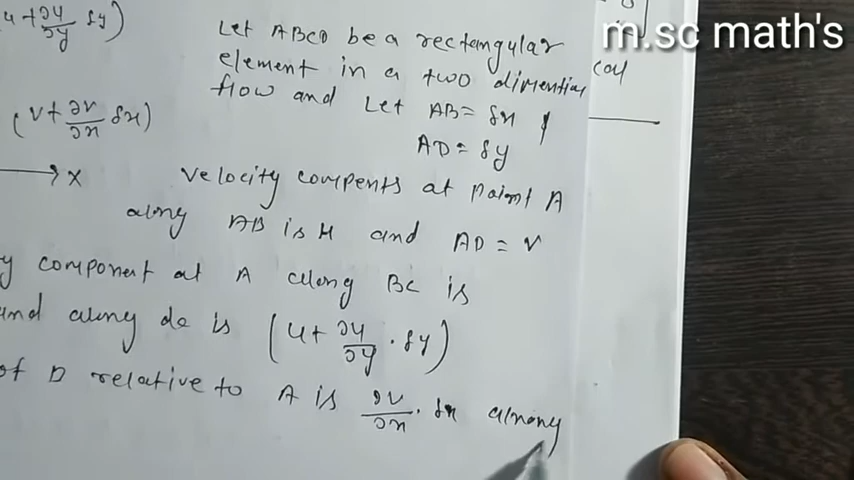 u+ ∂u/∂y δy)
Let ABCD be a rectangular
m.sc math's
element in a two dimential
flow and Let AB = δx
(v+ ∂v/∂x δx)
AD = δy
→ X
velocity compents at point A
along AB is u and AD = v
y component at A along BC is
and along dc is (u+ ∂u/∂y · δy)
of B relative to A is ∂v/∂x · δx